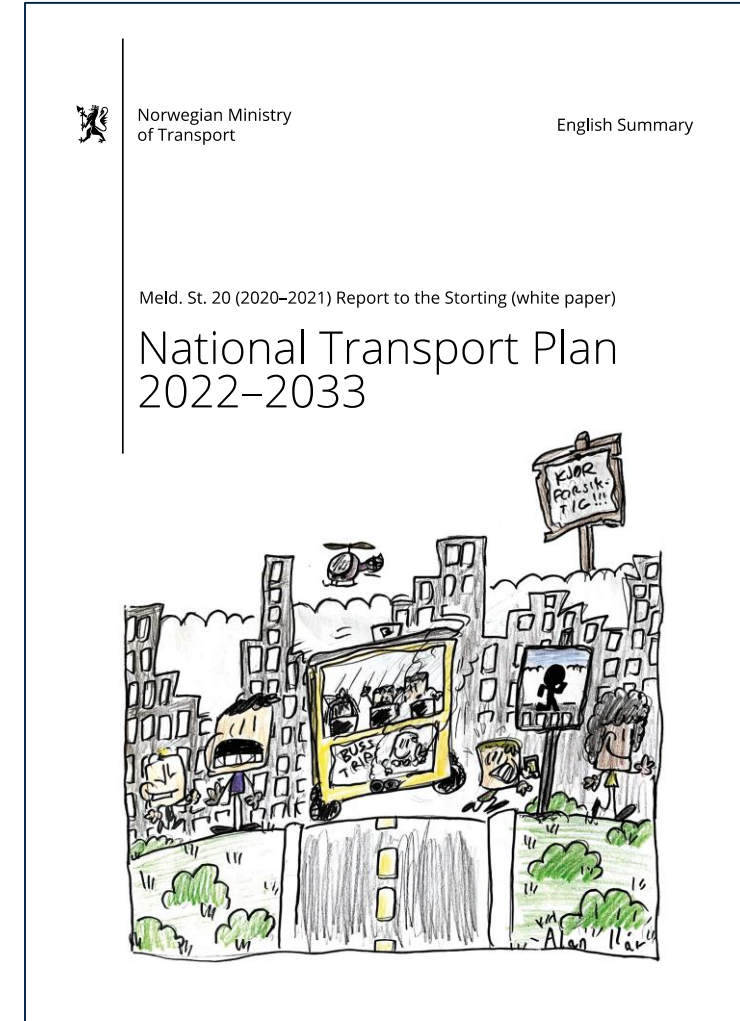 Norwegian Ministry
of Transport
English Summary
Meld. St. 20 (2020–2021) Report to the Storting (white paper)
National Transport Plan
2022–2033
KJØR
FORSIK-
TIG!!!
BUSS
TRIP
Alan 11år